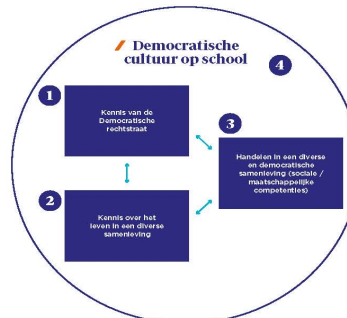 Democratische
cultuur op school
4
1
Kennis van de
Democratische
rechtstraat
3
Handelen in een diverse
en democratische
samenleving (sociale /
maatschappelijke
competenties)
2
Kennis over het
leven in een diverse
samenleving